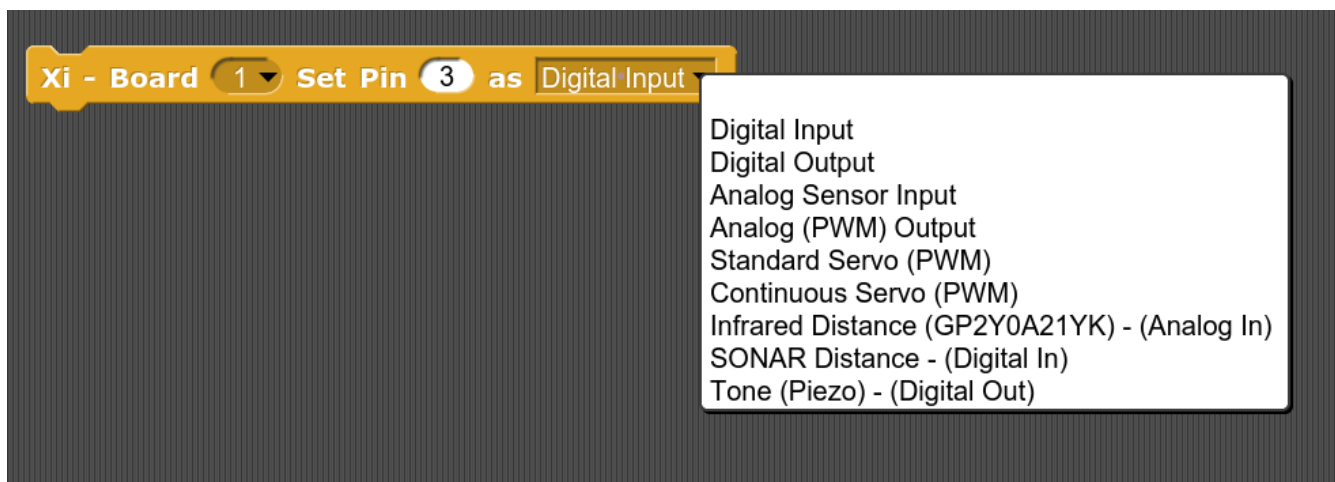 Xi - Board 1 Set Pin 3 as Digital Input
Digital Input
Digital Output
Analog Sensor Input
Analog (PWM) Output
Standard Servo (PWM)
Continuous Servo (PWM)
Infrared Distance (GP2Y0A21YK) - (Analog In)
SONAR Distance - (Digital In)
Tone (Piezo) - (Digital Out)